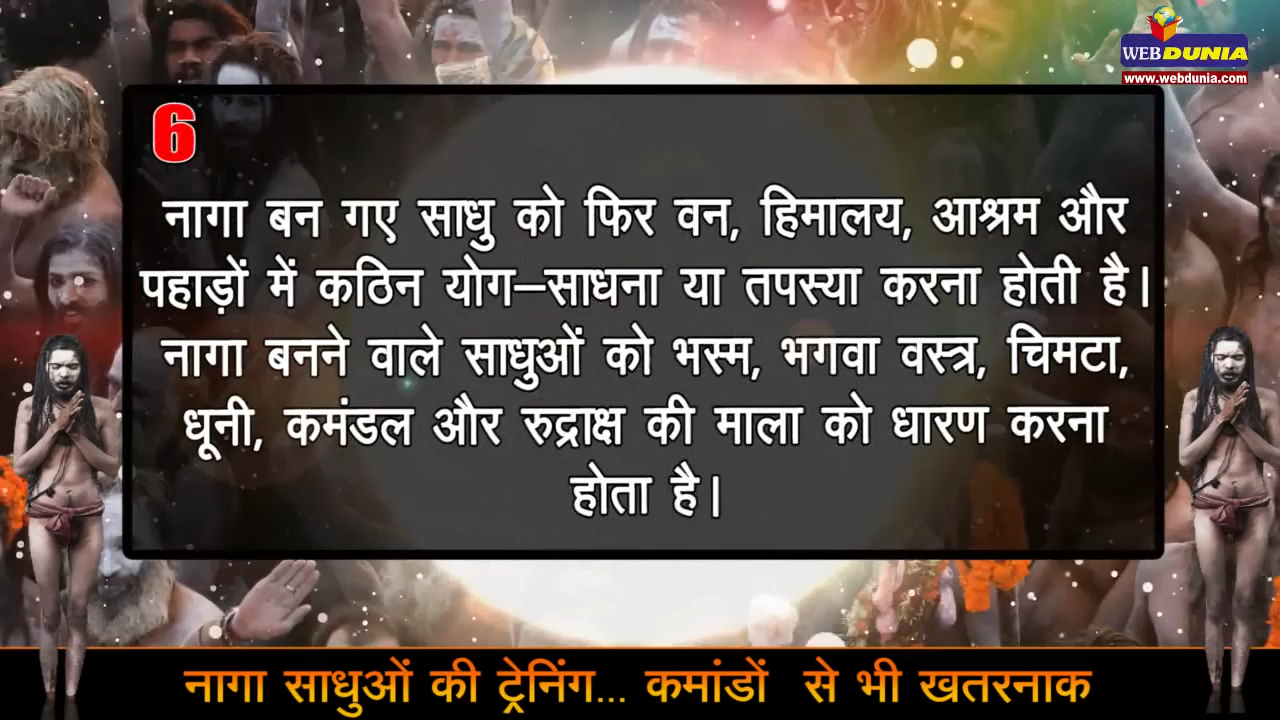 WEBDUNIA
www.webdunia.com
6
नागा बन गए साधु को फिर वन, हिमालय, आश्रम और
पहाड़ों में कठिन योग–साधना या तपस्या करना होती है।
नागा बनने वाले साधुओं को भस्म, भगवा वस्त्र, चिमटा,
धूनी, कमंडल और रुद्राक्ष की माला को धारण करना
होता है।
नागा साधुओं की ट्रेनिंग... कमांडों से भी खतरनाक